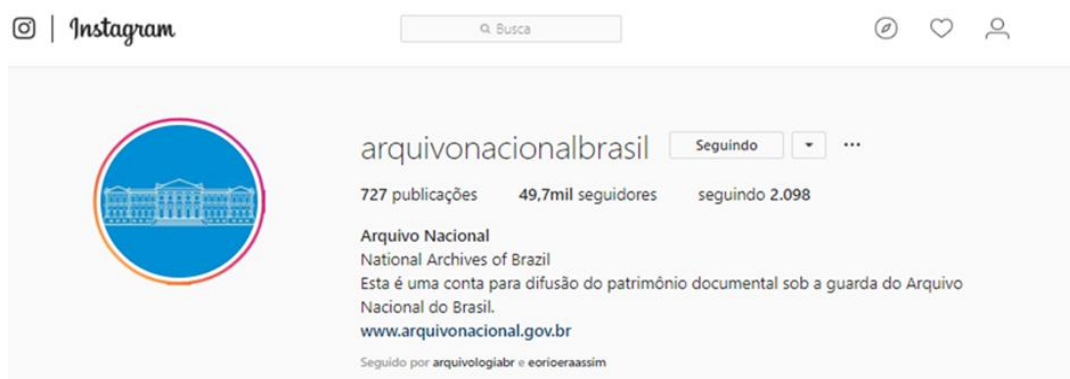 Instagram
Busca
arquivonacionalbrasil Seguindo
727 publicações 49,7mil seguidores seguindo 2.098
Arquivo Nacional
National Archives of Brazil
Esta é uma conta para difusão do patrimônio documental sob a guarda do Arquivo
Nacional do Brasil.
www.arquivonacional.gov.br
Seguido por arquivologiabr e eorioeraassim